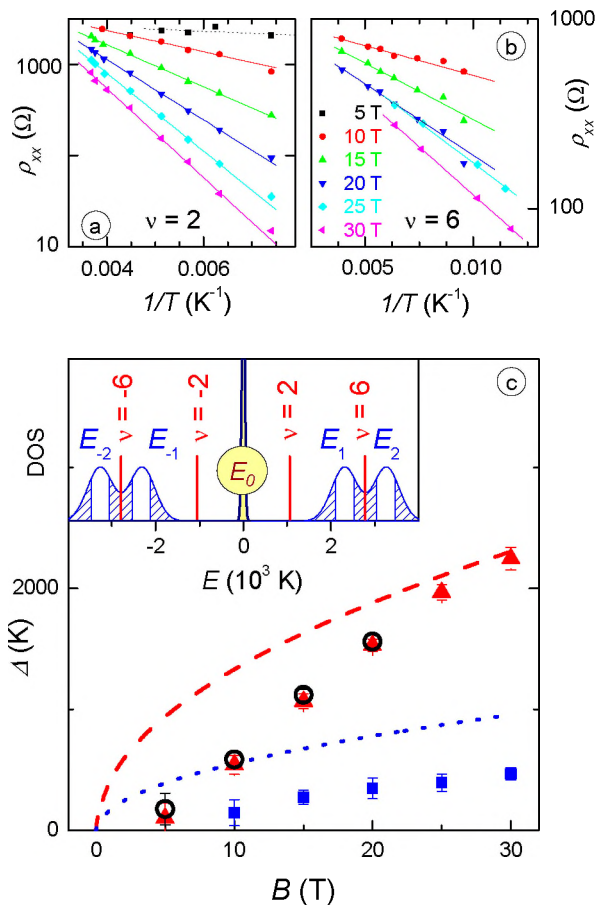 1000
10
ρxx (Ω)
a
ν = 2
0.004
0.006
1/T (K⁻¹)
b
5 T
10 T
15 T
20 T
25 T
30 T
ν = 6
0.005
0.010
1/T (K⁻¹)
1000
100
ρxx (Ω)
c
DOS
E-2
ν = -6
E-1
ν = -2
E0
ν = 2
E1
ν = 6
E2
-2
0
2
E (10³ K)
2000
0
Δ (K)
0
10
20
30
B (T)